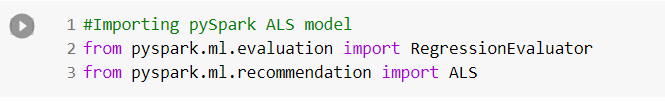 1 #Importing pySpark ALS model
2 from pyspark.ml.evaluation import RegressionEvaluator
3 from pyspark.ml.recommendation import ALS